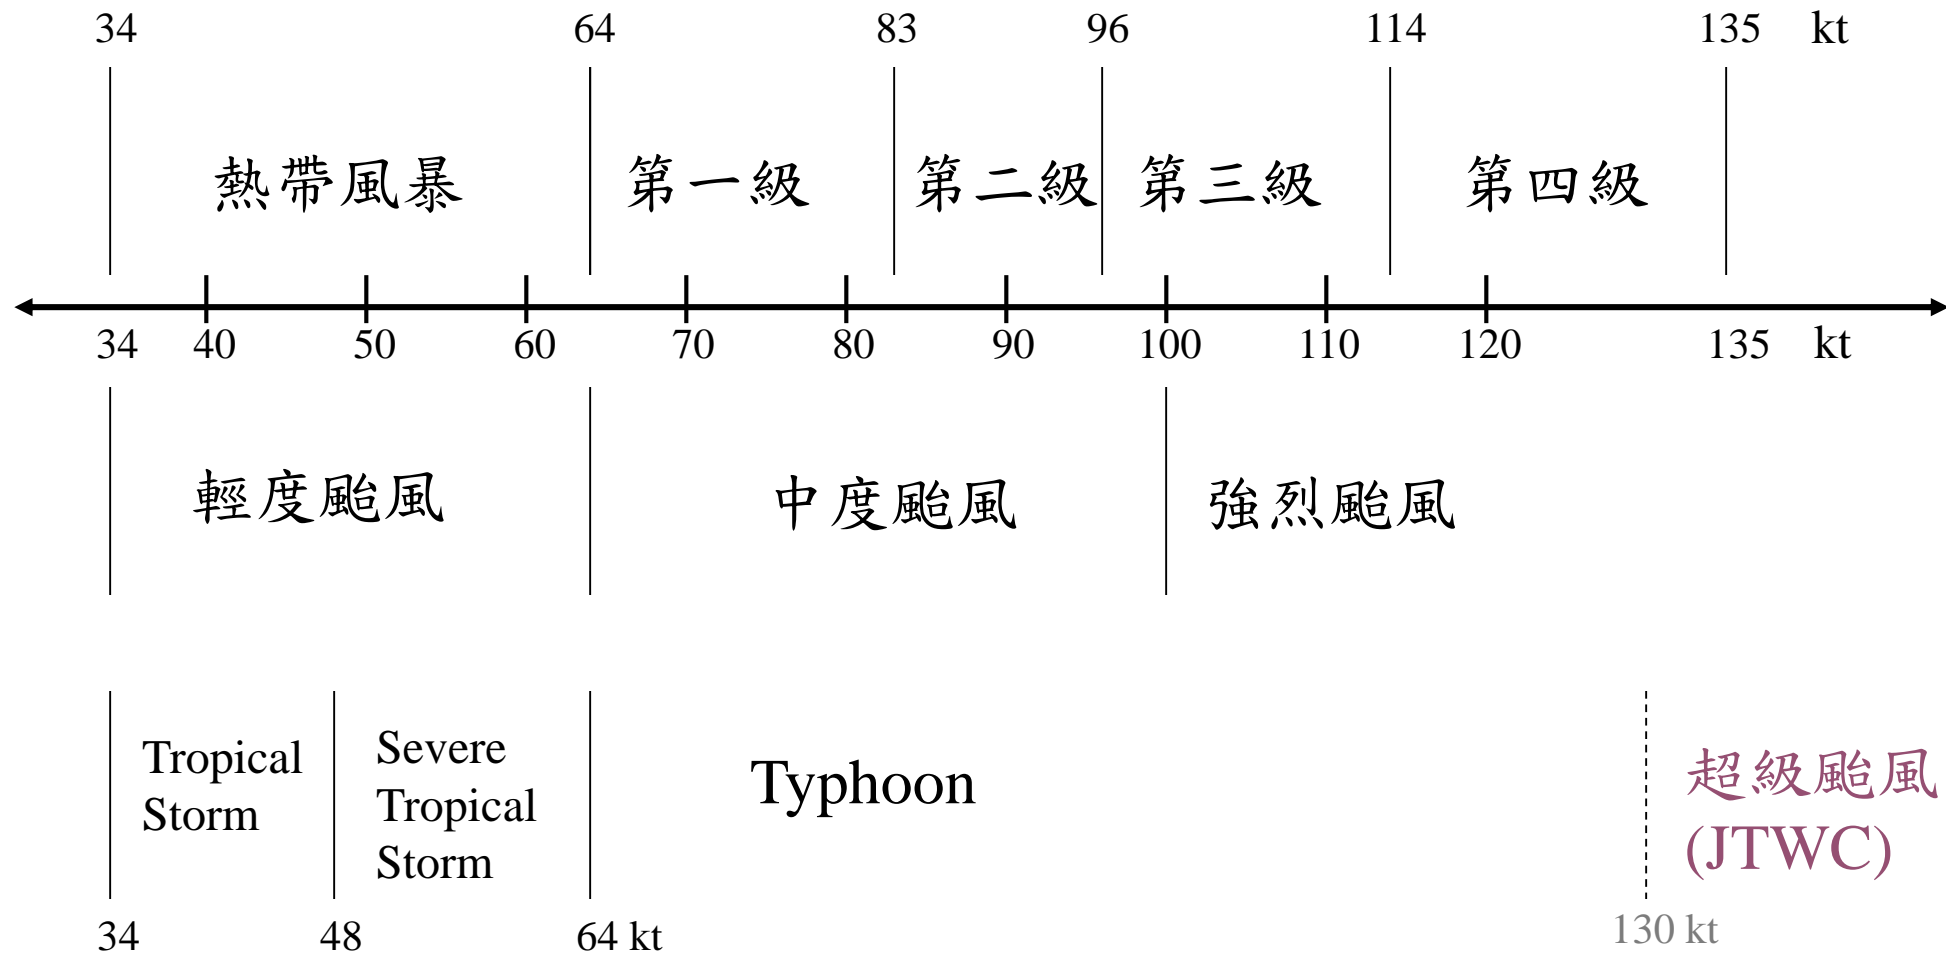 34 64 83 96 114 135 kt
熱帶風暴 第一級 第二級 第三級 第四級
34 40 50 60 70 80 90 100 110 120 135 kt
輕度颱風 中度颱風 強烈颱風
Tropical
Storm
Severe
Tropical
Storm
Typhoon
超級颱風
(JTWC)
34 48 64 kt 130 kt